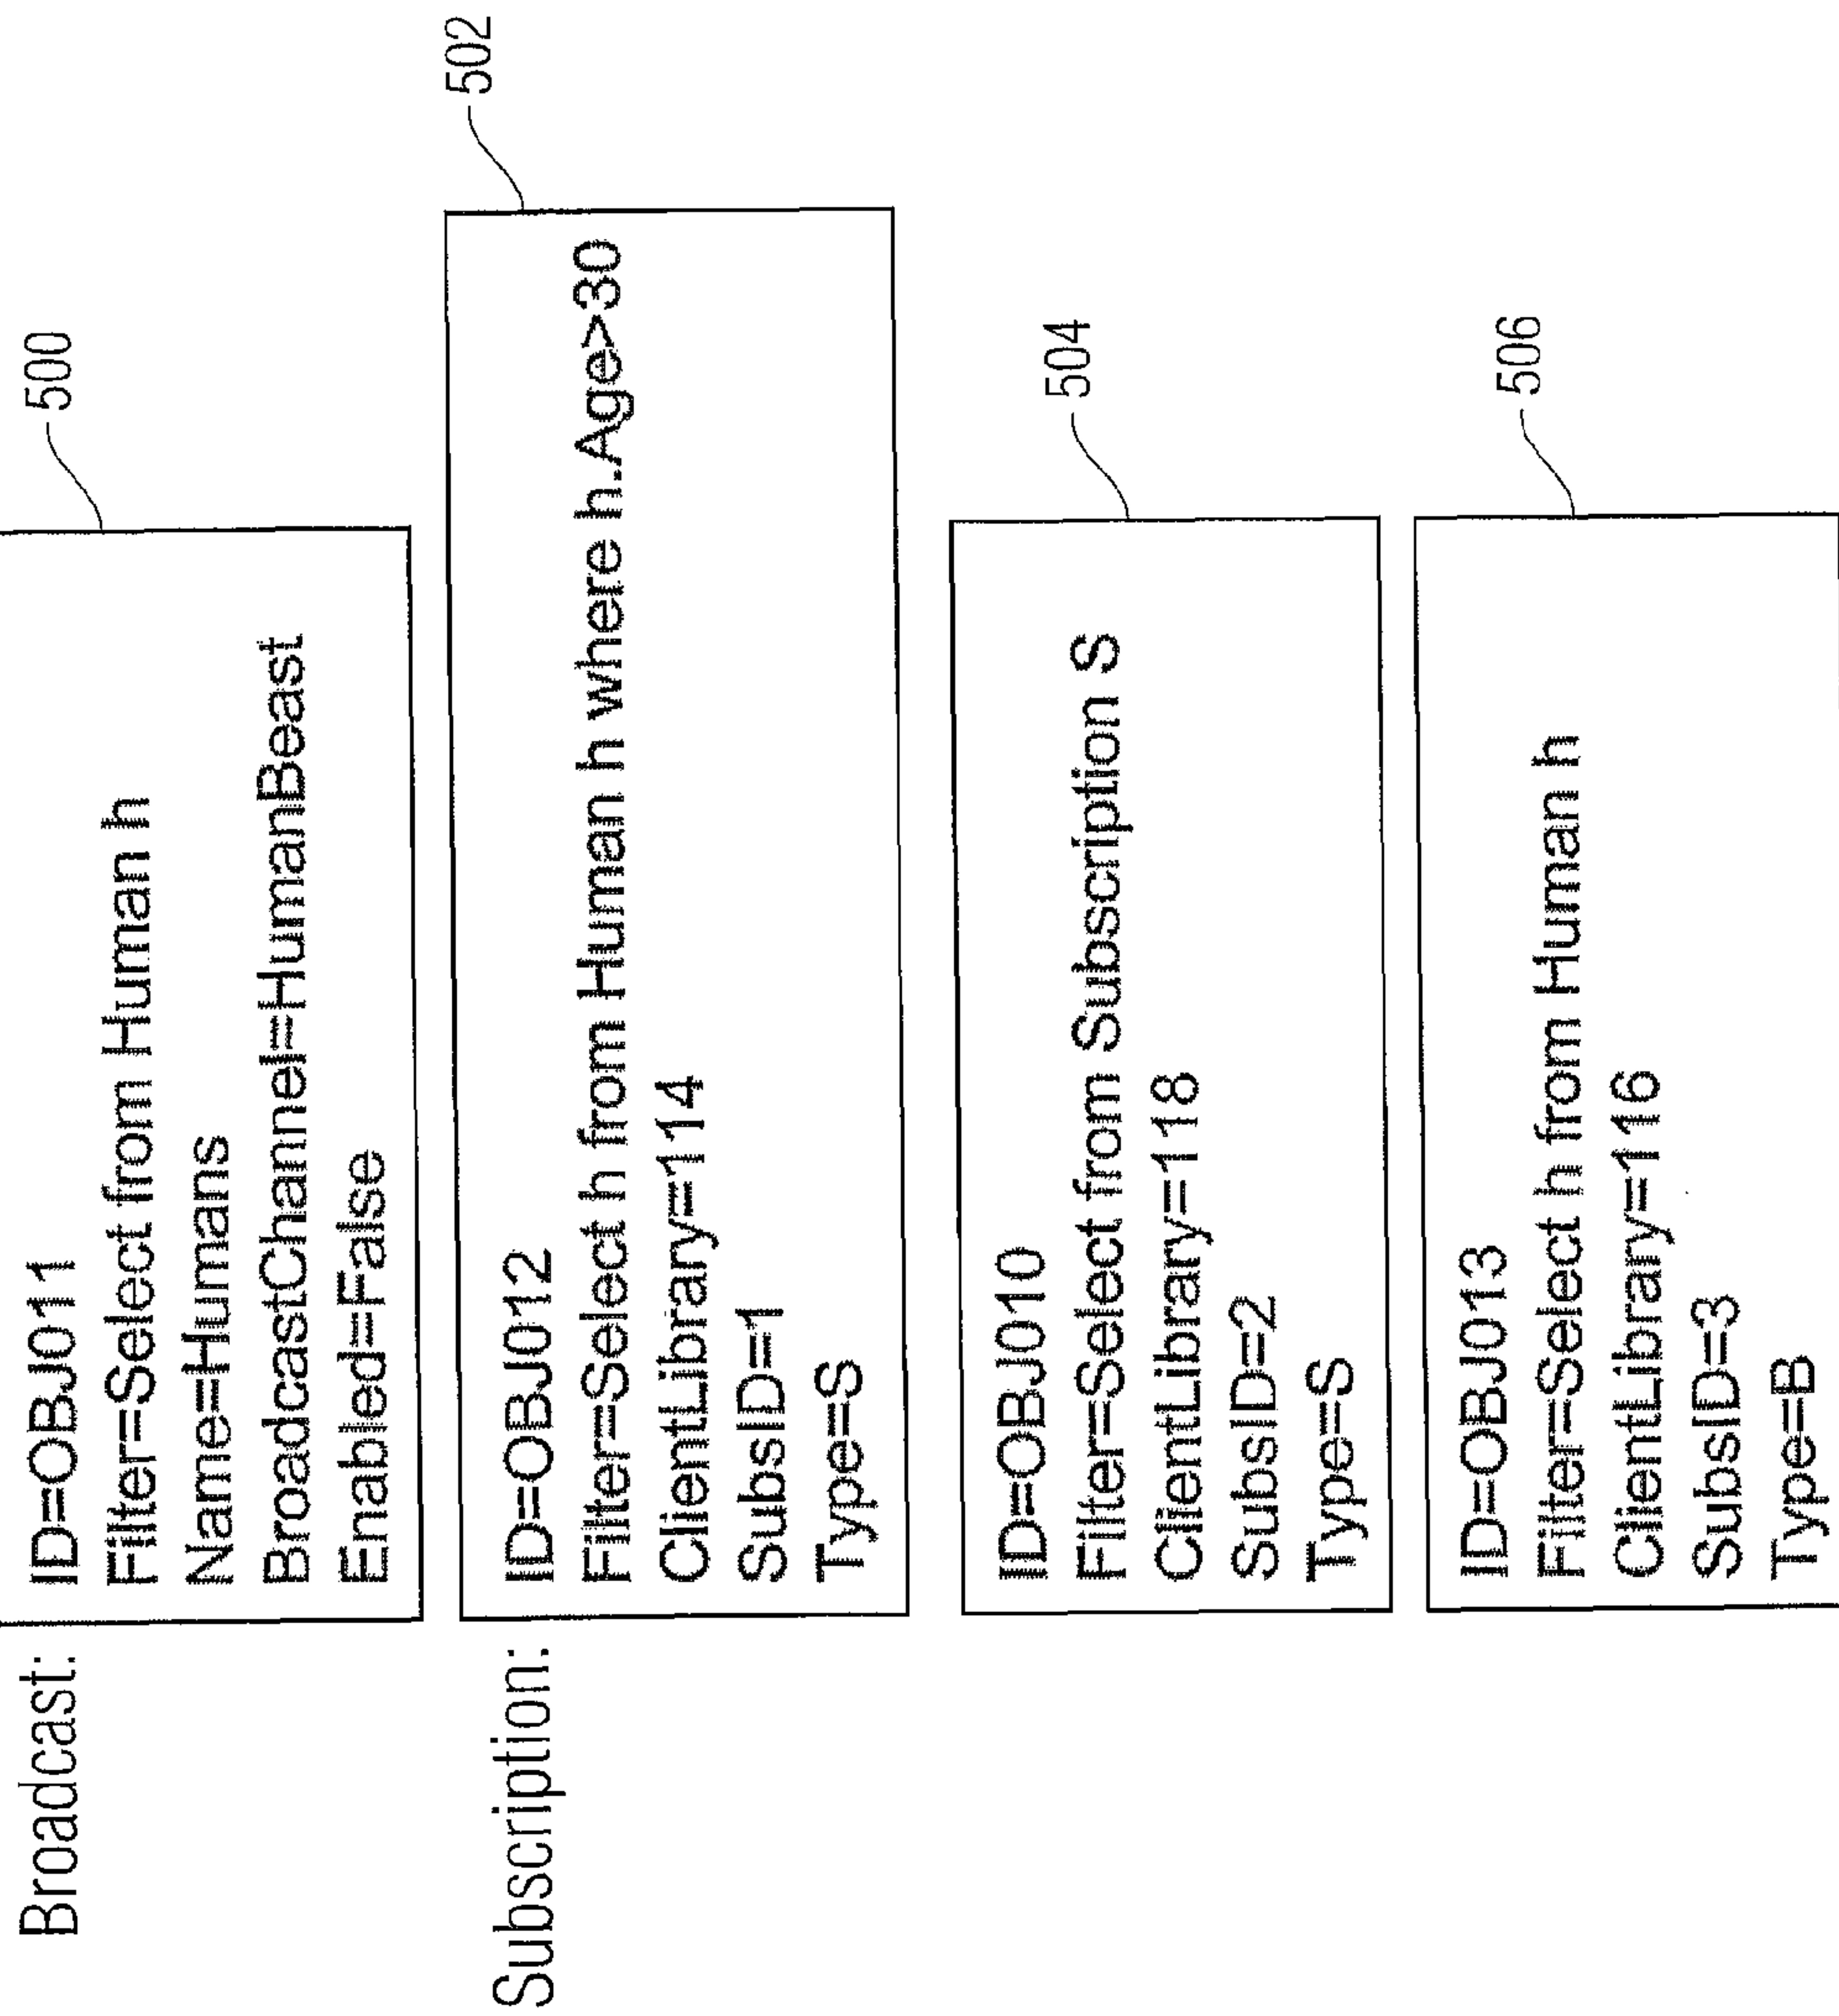 Broadcast:
ID=OBJ011
Filter=Select from Human h
Name=Humans
BroadcastChannel=HumanBeast
Enabled=False
500
Subscription:
ID=OBJ012
Filter=Select h from Human h where h.Age>30
ClientLibrary=114
SubsID=1
Type=S
502
ID=OBJ010
Filter=Select from Subscription S
ClientLibrary=118
SubsID=2
Type=S
504
ID=OBJ013
Filter=Select h from Human h
ClientLibrary=116
SubsID=3
Type=B
506